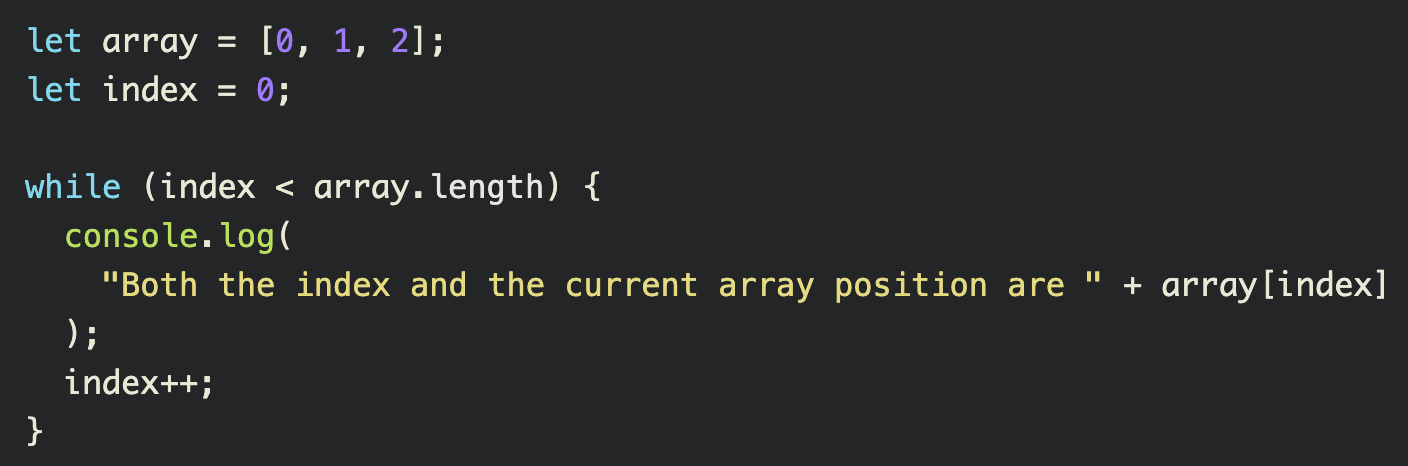 let array = [0, 1, 2];
let index = 0;

while (index < array.length) {
  console.log(
    "Both the index and the current array position are " + array[index]
  );
  index++;
}